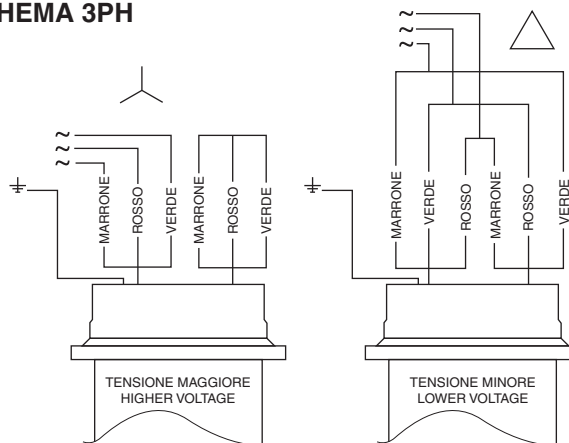 HEMA 3PH
~
~
~
MARRONE
ROSSO
VERDE
MARRONE
ROSSO
VERDE
TENSIONE MAGGIORE
HIGHER VOLTAGE
~
~
~
MARRONE
VERDE
ROSSO
MARRONE
ROSSO
VERDE
TENSIONE MINORE
LOWER VOLTAGE